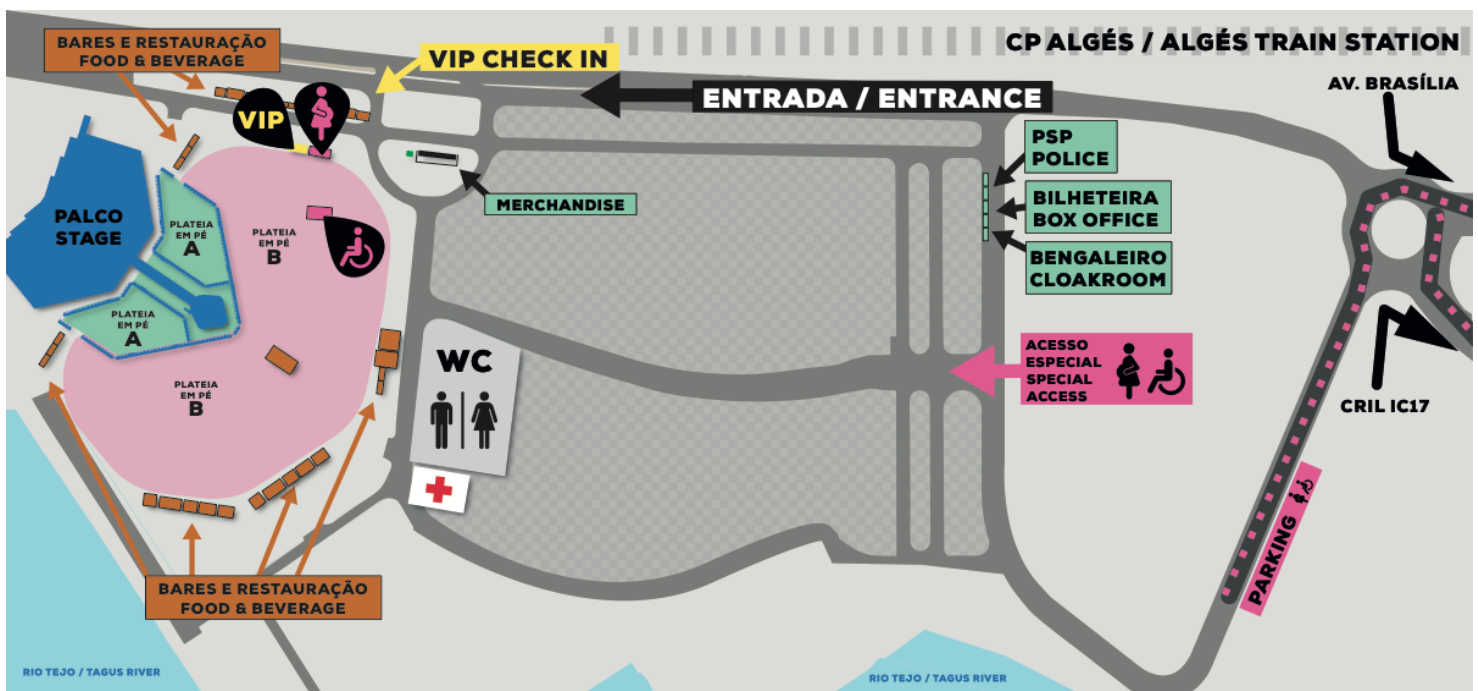 BARES E RESTAURAÇÃO
FOOD & BEVERAGE
VIP CHECK IN
CP ALGÉS / ALGÉS TRAIN STATION
ENTRADA / ENTRANCE
AV. BRASÍLIA
VIP
PSP
POLICE
MERCHANDISE
BILHETEIRA
BOX OFFICE
BENGALEIRO
CLOAKROOM
PALCO
STAGE
PLATEIA
EM PÉ
A
PLATEIA
EM PÉ
B
PLATEIA
EM PÉ
A
PLATEIA
EM PÉ
B
WC
ACESSO
ESPECIAL
SPECIAL
ACCESS
CRIL IC17
PARKING
BARES E RESTAURAÇÃO
FOOD & BEVERAGE
RIO TEJO / TAGUS RIVER
RIO TEJO / TAGUS RIVER